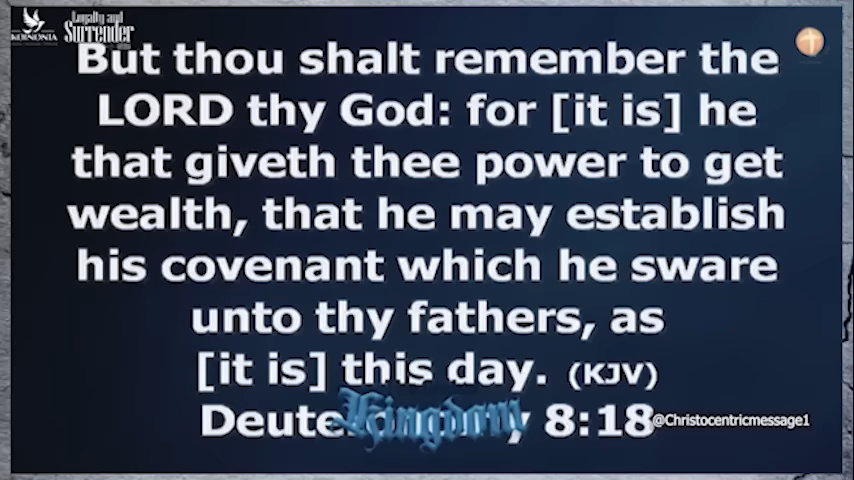 KOINONIA
Loyalty and
Surrender
But thou shalt remember the
LORD thy God: for [it is] he
that giveth thee power to get
wealth, that he may establish
his covenant which he sware
unto thy fathers, as
[it is] this day. (KJV)
Kingdom
8:18
@Christocentricmessage1